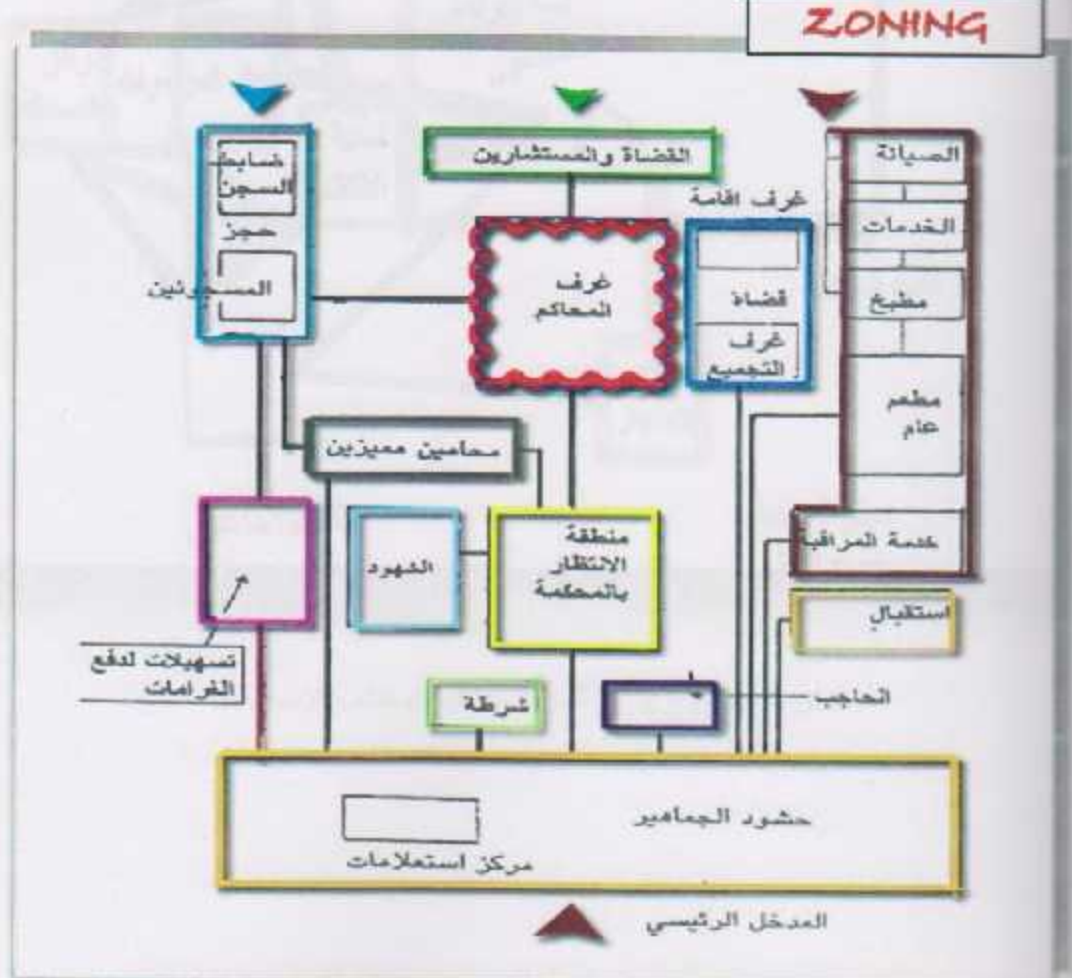 ZONING
ضابط
السجن
حجز
المسجونين
القضاة والمستشارين
غرف
المحاكم
غرف اقامة
قضاة
غرف
التجميع
الصيانة
الخدمات
مطبخ
مطعم
عام
خدمة المراقبة
استقبال
محامين مميزين
الشهود
منطقة
الانتظار
بالمحكمة
تسهيلات لدفع
الغرامات
شرطة
الحاجب
حشود الجماهير
مركز استعلامات
المدخل الرئيسي